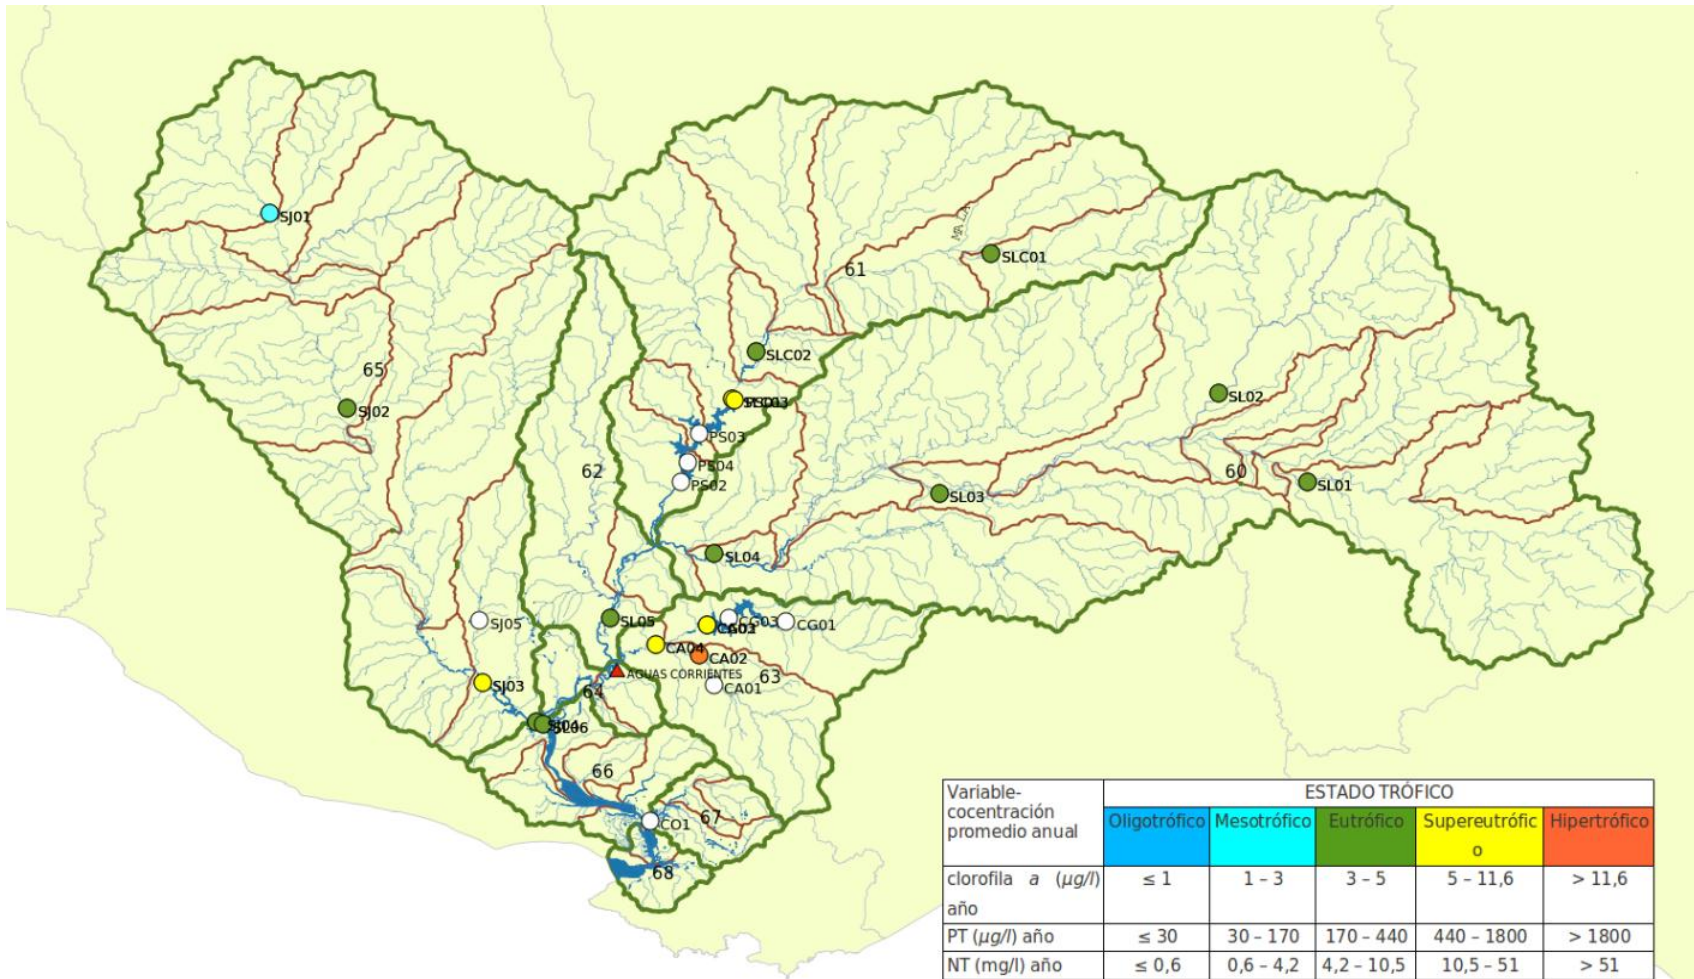 SJ01
MA LA
SLC01
61
SLC02
65
SJ02
SL02
PS03
62
PS04
60
PS02
SL01
SL03
SL04
SL05
CG03
CG01
SJ05
CA04
CA02
63
AGUAS CORRIENTES
SJ03
CA01
64
SL06
66
CO1
67
68
Variable-
cocentración
promedio anual
ESTADO TRÓFICO
Oligotrófico Mesotrófico Eutrófico Supereutrófic
o
Hipertrófico
clorofila a (µg/l)
año
≤ 1 1 – 3 3 – 5 5 – 11,6 > 11,6
PT (µg/l) año ≤ 30 30 – 170 170 – 440 440 – 1800 > 1800
NT (mg/l) año ≤ 0,6 0,6 – 4,2 4,2 – 10,5 10,5 – 51 > 51